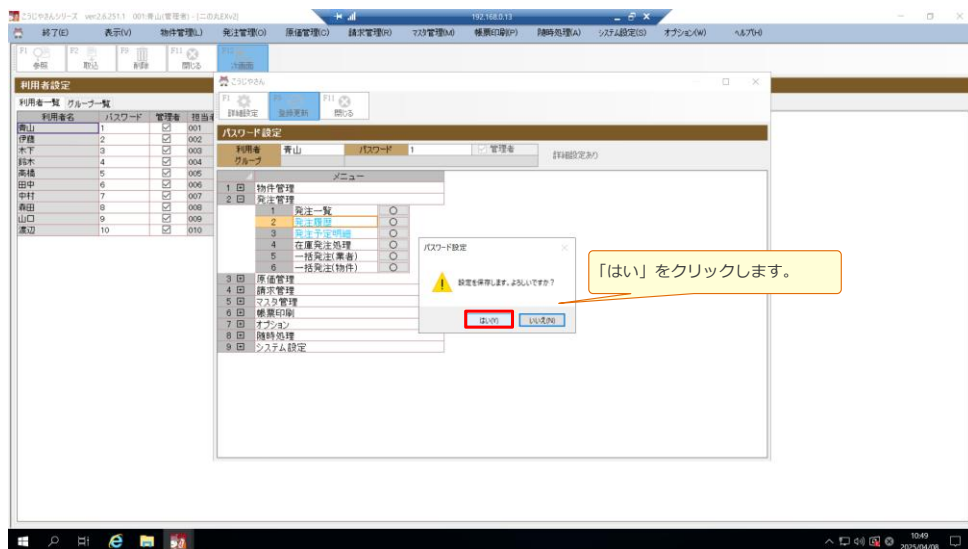 こうじやさんシリーズ ver.2.6.251.1 001:青山(管理者) - [二の丸EXv2]
192.168.0.13
終了(E) 表示(V) 物件管理(L) 発注管理(O) 原価管理(C) 請求管理(R) マスタ管理(M) 帳票印刷(P) 随時処理(A) システム設定(S) オプション(W) ヘルプ(H)
F1 F2 F9 F11 F12
参照 取込 削除 閉じる 次画面
利用者設定
利用者一覧 グループ一覧
利用者名 パスワード 管理者 担当者
青山 1 001
伊藤 2 002
木下 3 003
鈴木 4 004
高橋 5 005
田中 6 006
中村 7 007
春田 8 008
山口 9 009
渡辺 10 010
こうじやさん
F1 F9 F11
詳細設定 登録更新 閉じる
パスワード設定
利用者 青山 パスワード 1 管理者
グループ 詳細設定あり
メニュー
1 物件管理
2 発注管理
1 発注一覧 ○
2 発注履歴 ○
3 発注予定明細 ○
4 在庫発注処理 ○
5 一括発注(業者) ○
6 一括発注(物件) ○
3 原価管理
4 請求管理
5 マスタ管理
6 帳票印刷
7 オプション
8 随時処理
9 システム設定
パスワード設定
設定を保存します。よろしいですか？
はい(Y) いいえ(N)
「はい」をクリックします。
10:49
2025/04/08